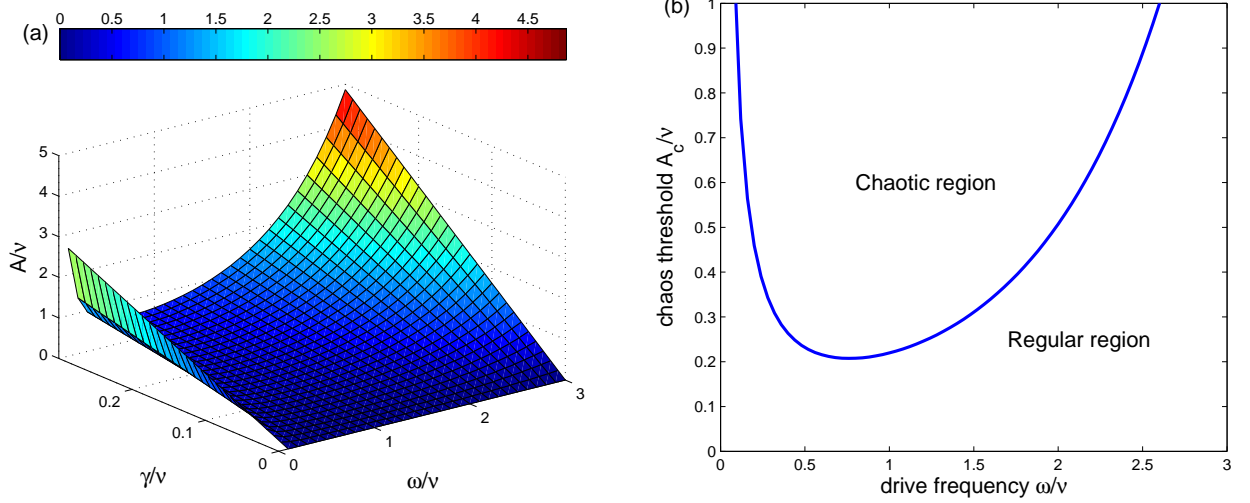 (a)
0 0.5 1 1.5 2 2.5 3 3.5 4 4.5
5
4
3
2
1
0
A/ν
0.2
0.1
0
γ/ν
0
1
2
3
ω/ν
(b)
1
0.9
0.8
0.7
0.6
0.5
0.4
0.3
0.2
0.1
0
chaos threshold A_c/ν
Chaotic region
Regular region
0 0.5 1 1.5 2 2.5 3
drive frequency ω/ν